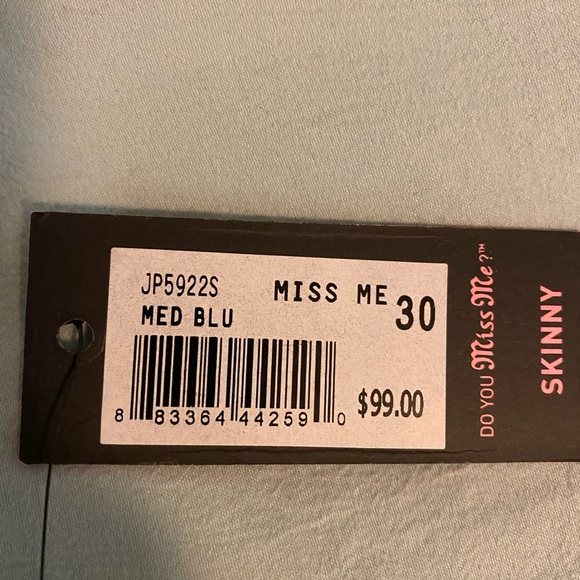 JP5922S
MISS ME
30
MED BLU
8 83364 44259 0
$99.00
DO YOU Miss Me?™
SKINNY